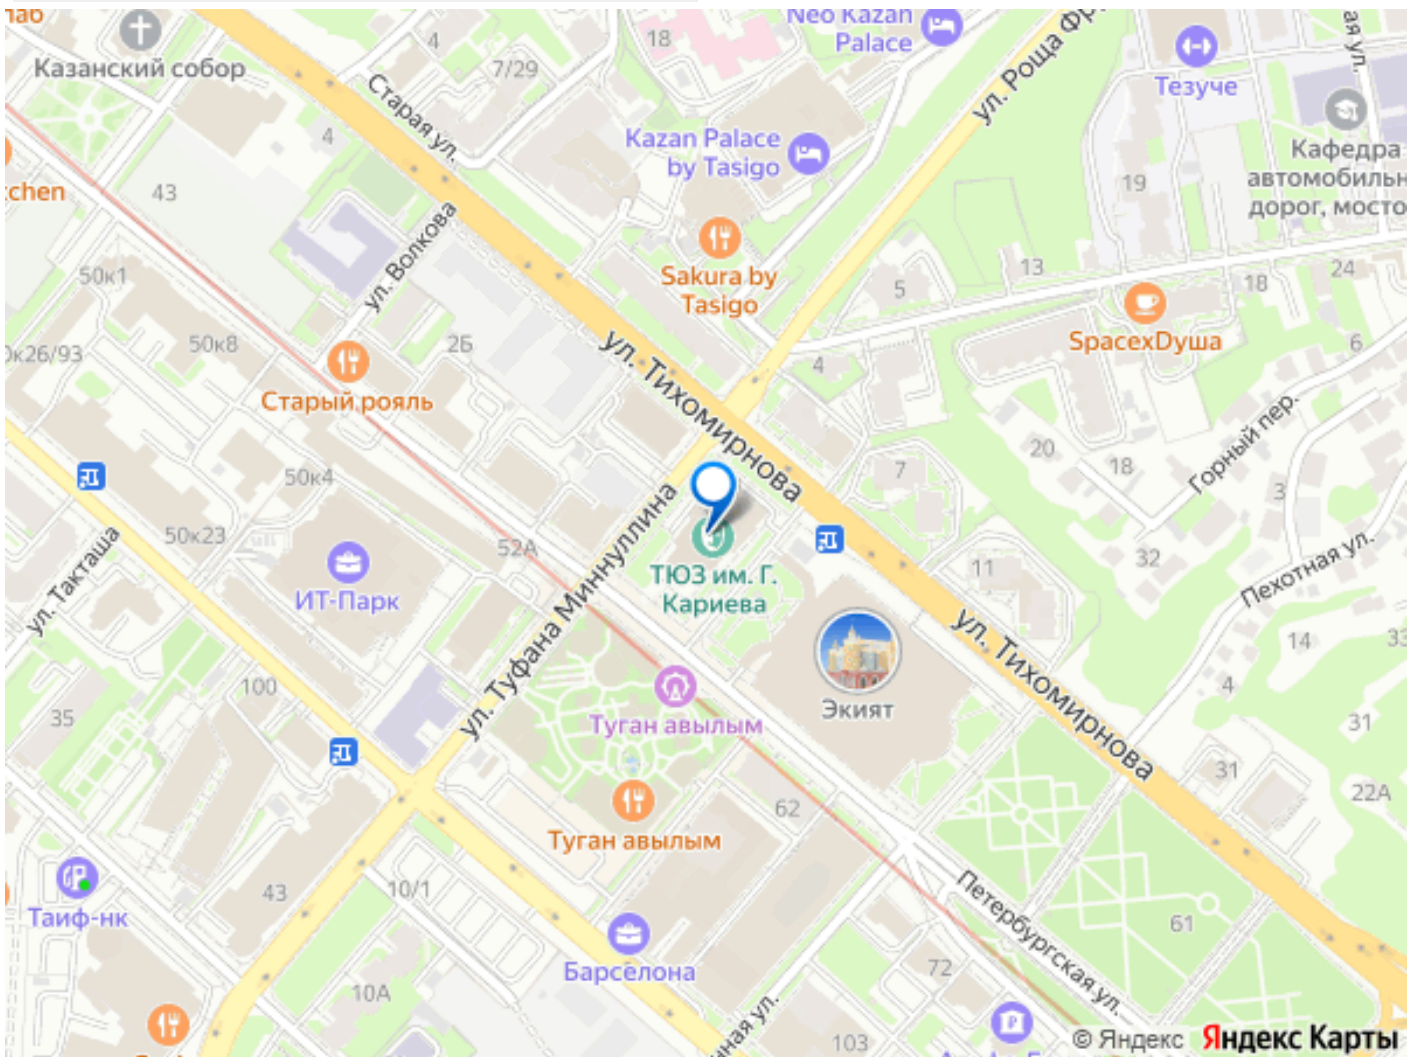 Neo Kazan
Palace
18
4
7/29
Казанский собор
Старая ул.
ул. Роща
Тезуче
Kazan Palace
by Tasigo
4
43
19
Кафедра
автомобильн
дорог, мосто
chen
ул. Волкова
Sakura by
Tasigo
50к1
5
13
18
24
SpacexDуша
6
50к8
2Б
4
ул. Тихомирнова
Старый рояль
20
18
Горный пер.
3
50к4
7
50к23
52А
32
ул. Такташа
ИТ-Парк
ул. Туфана Миннуллина
ТЮЗ им. Г.
Кариева
11
Пехотная ул.
ул. Тихомирнова
14
33
100
4
35
Туган авылым
Экият
31
31
22А
62
Туган авылым
43
10/1
Таиф-нк
Петербургская ул.
61
Барселона
72
10А
103
© Яндекс Яндекс Карты